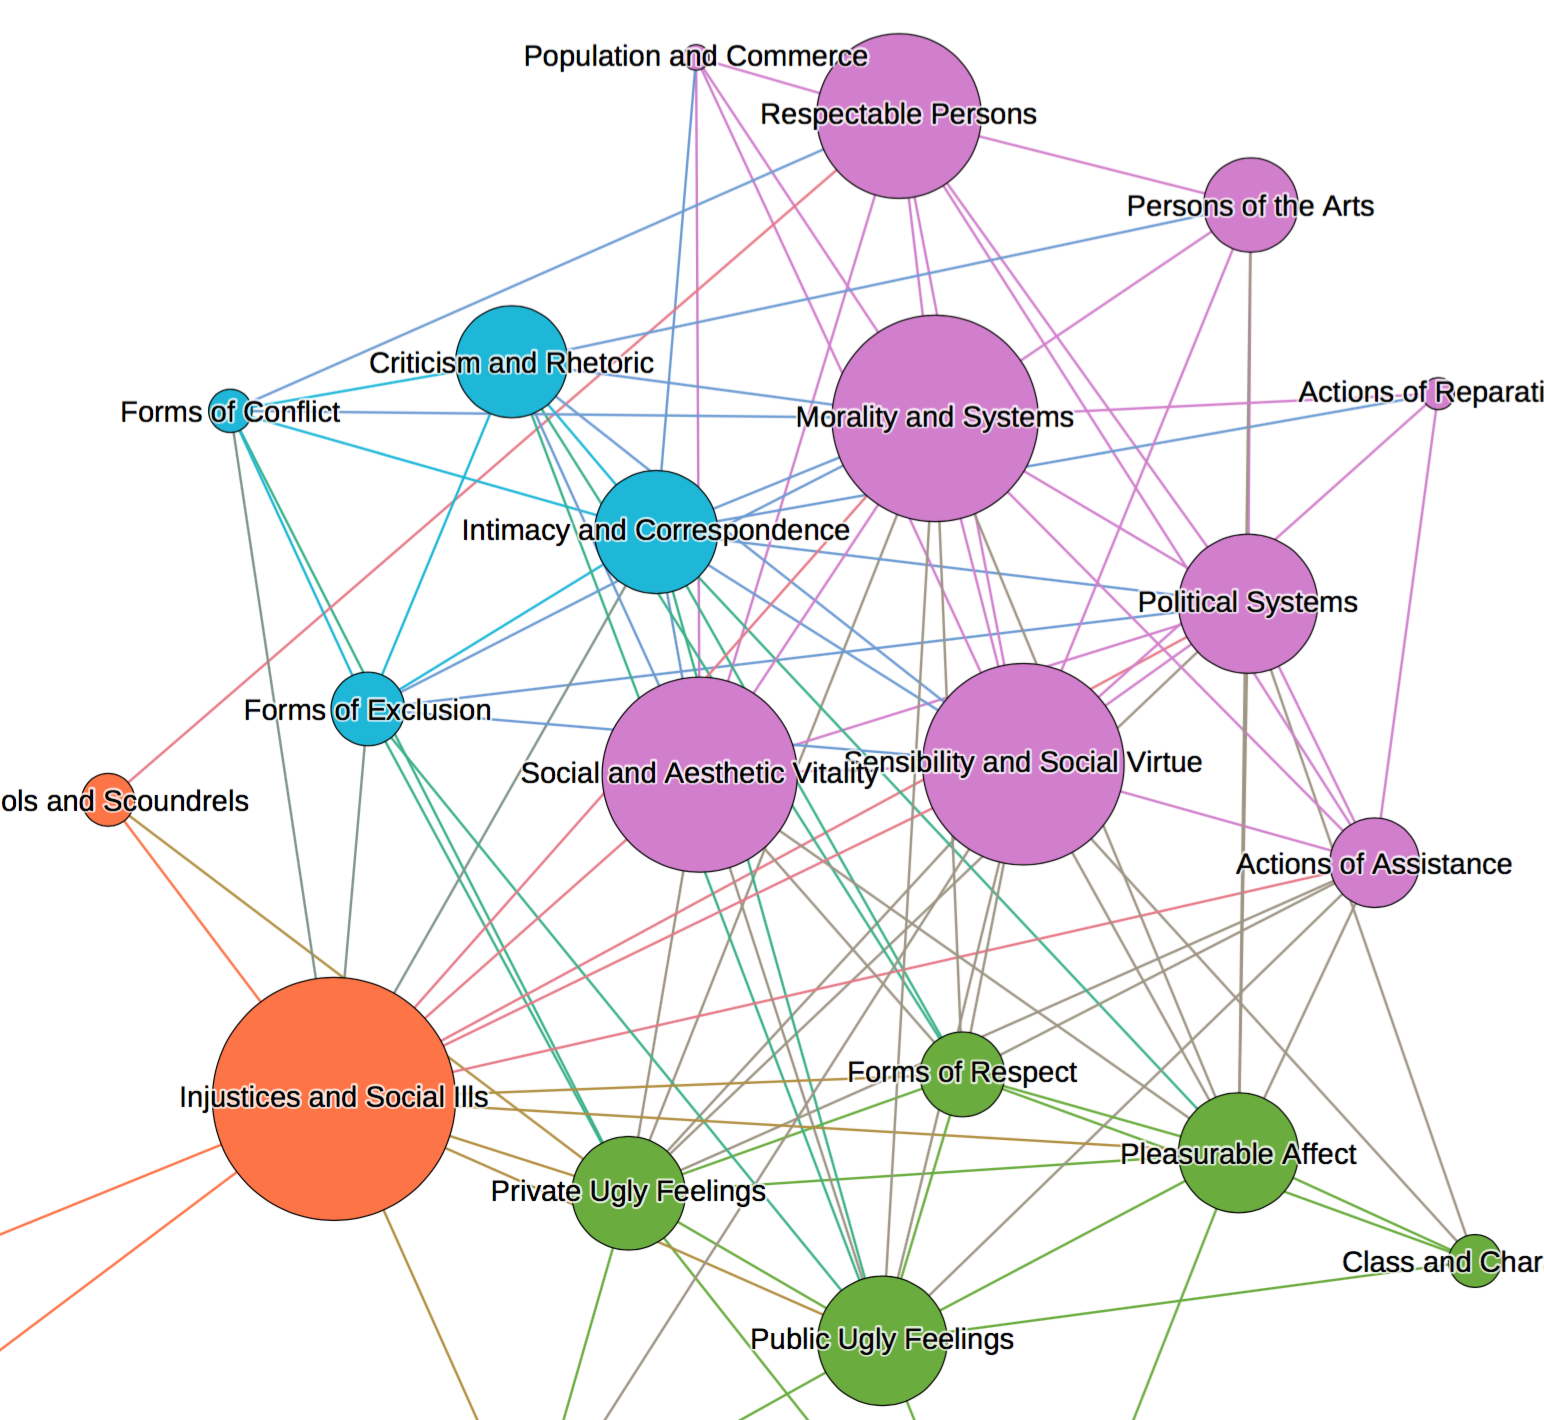 Population and Commerce
Respectable Persons
Persons of the Arts
Criticism and Rhetoric
Actions of Reparati
Forms of Conflict
Morality and Systems
Intimacy and Correspondence
Political Systems
Forms of Exclusion
Sensibility and Social Virtue
Social and Aesthetic Vitality
ols and Scoundrels
Actions of Assistance
Forms of Respect
Injustices and Social Ills
Pleasurable Affect
Private Ugly Feelings
Class and Char
Public Ugly Feelings